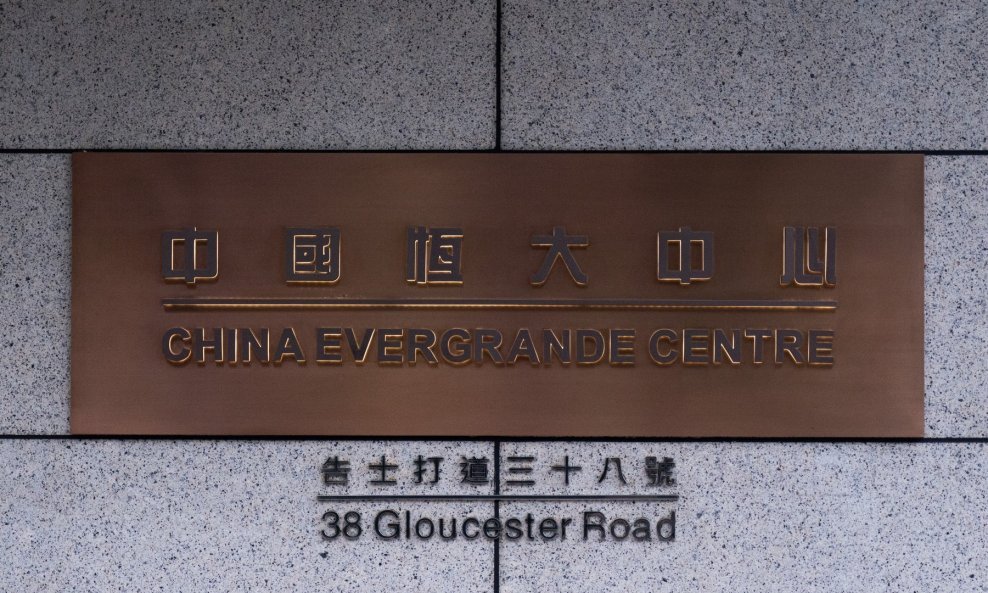 中國恆大中心
CHINA EVERGRANDE CENTRE
告士打道三十八號
38 Gloucester Road